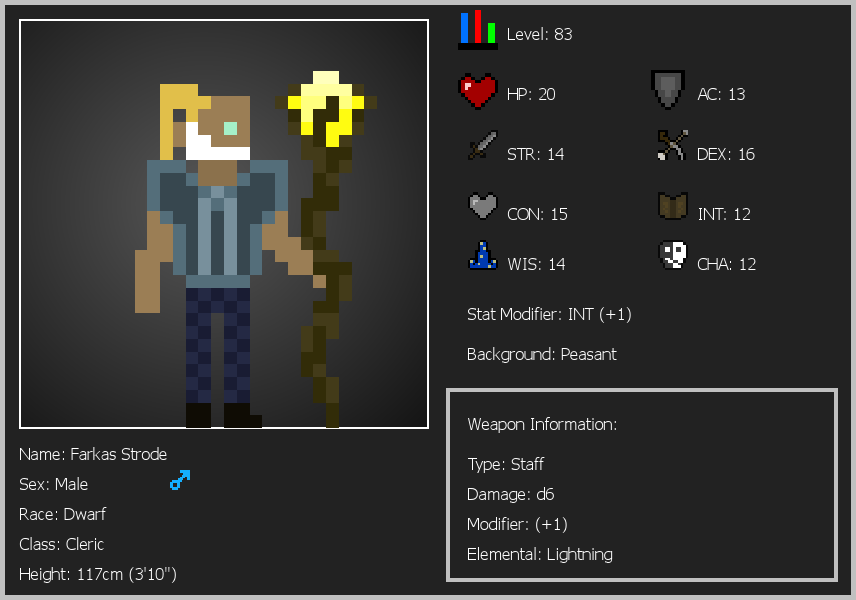 Level: 83
HP: 20
AC: 13
STR: 14
DEX: 16
CON: 15
INT: 12
WIS: 14
CHA: 12
Stat Modifier: INT (+1)
Background: Peasant
Weapon Information:
Type: Staff
Damage: d6
Modifier: (+1)
Elemental: Lightning
Name: Farkas Strode
Sex: Male
Race: Dwarf
Class: Cleric
Height: 117cm (3'10")